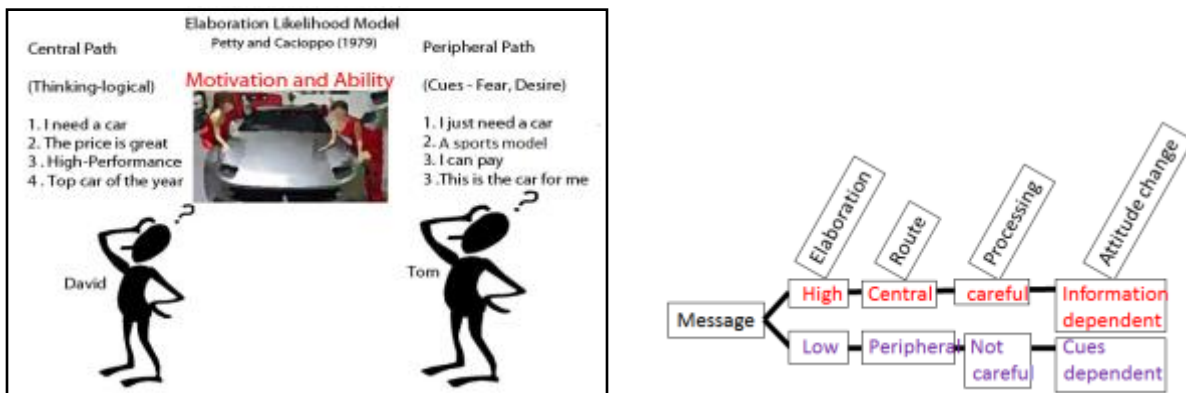 Elaboration Likelihood Model
Petty and Cacioppo (1979)
Central Path
(Thinking-logical)
1. I need a car
2. The price is great
3 . High-Performance
4 . Top car of the year
Motivation and Ability
Peripheral Path
(Cues - Fear, Desire)
1. I just need a car
2. A sports model
3. I can pay
3 .This is the car for me
?
David
?
Tom
Elaboration
Route
Processing
Attitude change
Message
High
Central
careful
Information
dependent
Low
Peripheral
Not
careful
Cues
dependent